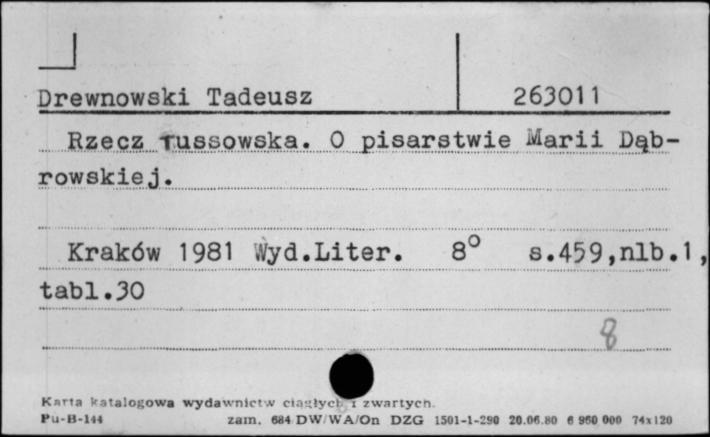 Drewnowski Tadeusz 263011
Rzecz russowska. O pisarstwie Marii Dąb-
rowskiej.
Kraków 1981 Wyd.Liter. 8° s.459,nlb.1,
tabl.30
8
Karta katalogowa wydawnictw ciągłych i zwartych.
Pu-B-144 zam. 684 DW/WA/On DZG 1501-1-290 20.06.80 6 960 000 74x120